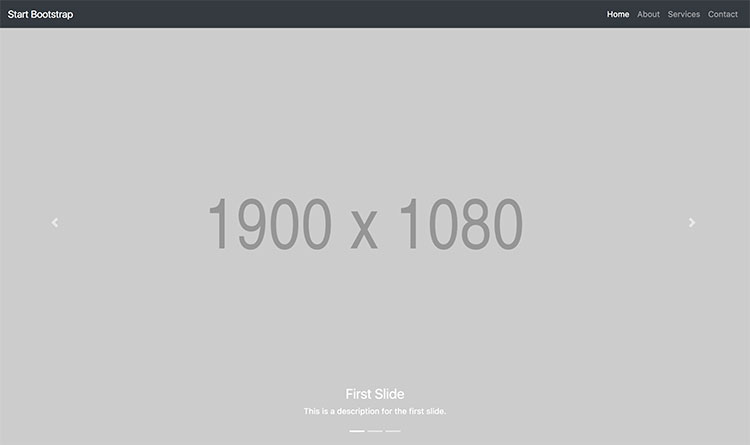 Start Bootstrap
Home About Services Contact
1900 x 1080
First Slide
This is a description for the first slide.